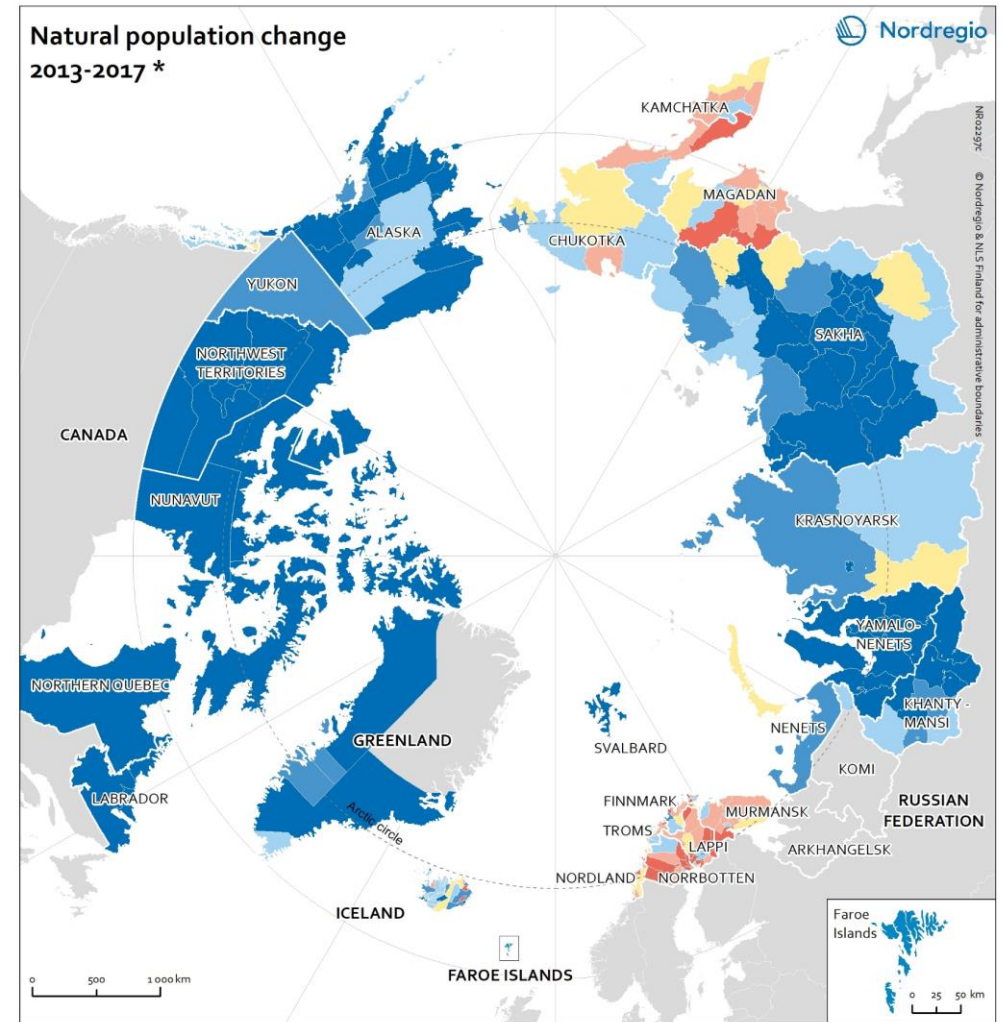 Natural population change
2013-2017 *
Nordregio
NR02297c © Nordregio & NLS Finland for administrative boundaries
KAMCHATKA
MAGADAN
CHUKOTKA
ALASKA
YUKON
SAKHA
NORTHWEST
TERRITORIES
CANADA
NUNAVUT
KRASNOYARSK
YAMALO-
NENETS
NORTHERN QUEBEC
KHANTY-
MANSI
NENETS
GREENLAND
SVALBARD
KOMI
LABRADOR
FINNMARK
MURMANSK
RUSSIAN
FEDERATION
Arctic circle
TROMS
LAPPI
ARKHANGELSK
NORDLAND
NORRBOTTEN
ICELAND
Faroe
Islands
FAROE ISLANDS
0 500 1 000 km
0 25 50 km